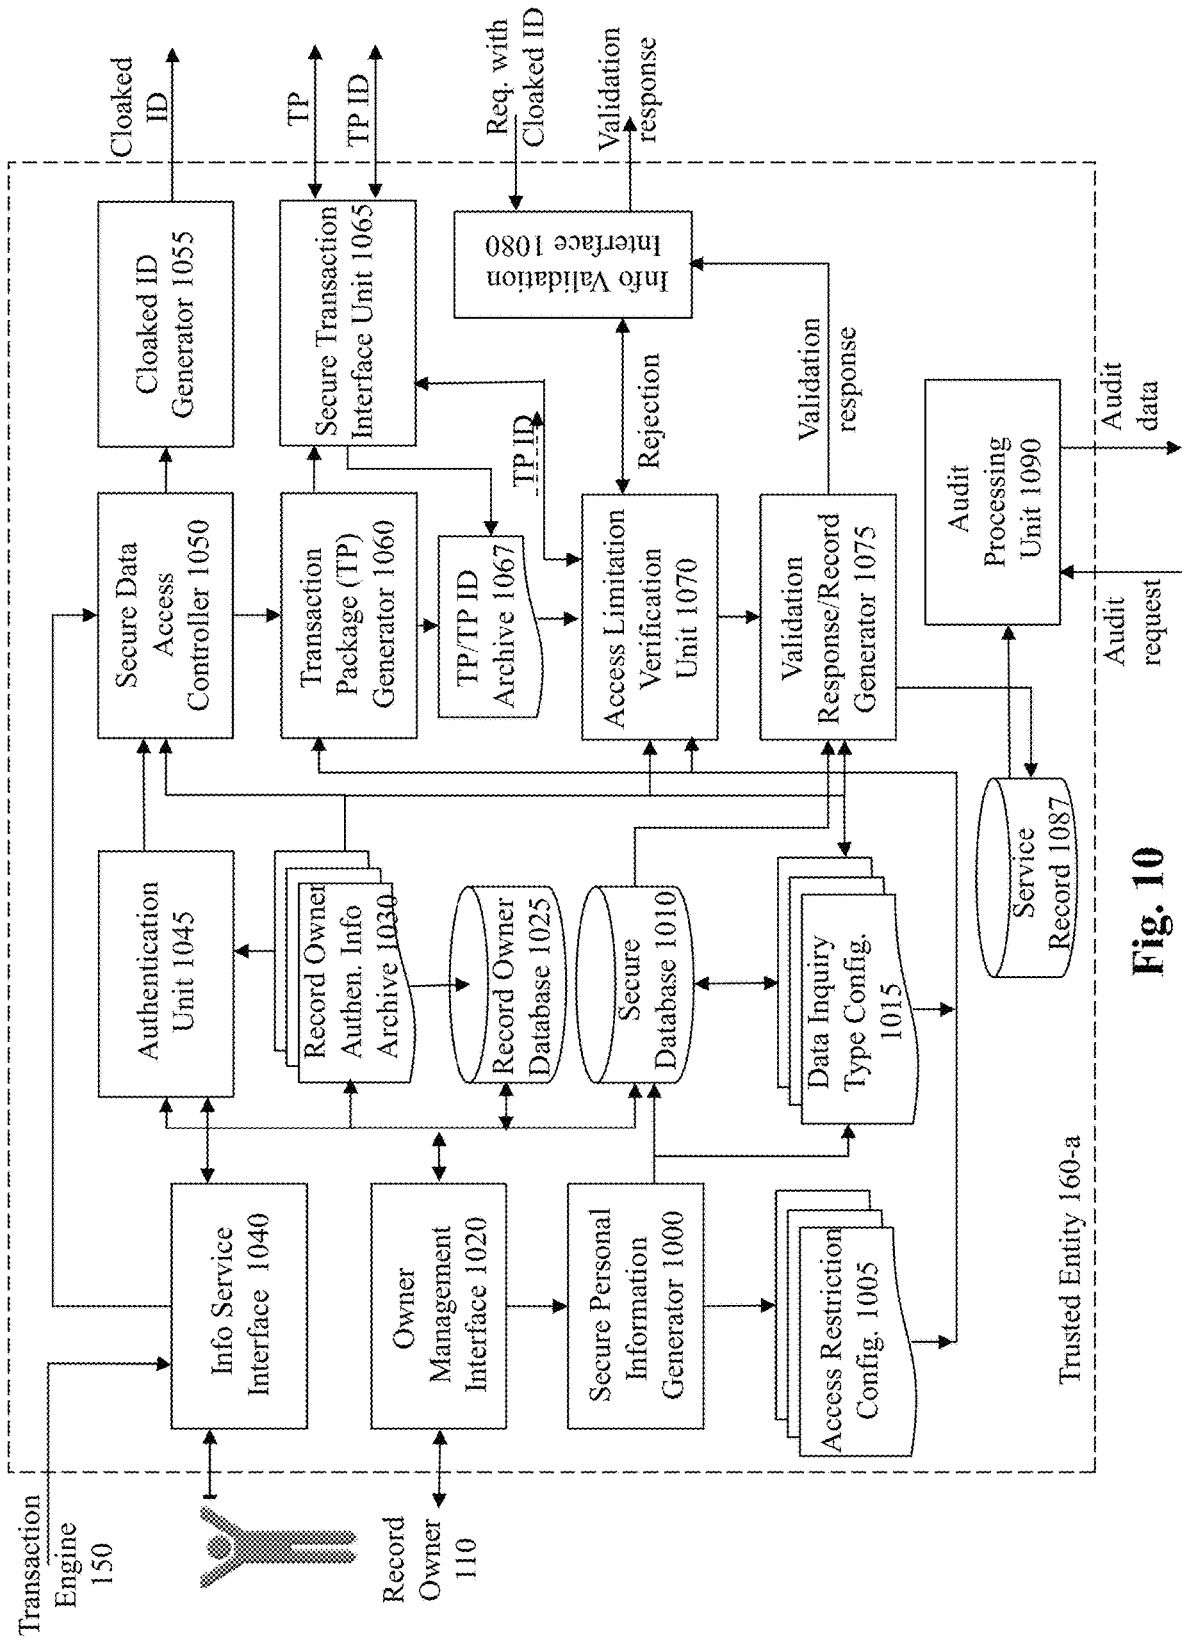 Transaction
Engine
150
Record
Owner
110
Info Service
Interface 1040
Owner
Management
Interface 1020
Secure Personal
Information
Generator 1000
Access Restriction
Config. 1005
Authentication
Unit 1045
Record Owner
Authen. Info
Archive 1030
Record Owner
Database 1025
Secure
Database 1010
Data Inquiry
Type Config.
1015
Secure Data
Access
Controller 1050
Transaction
Package (TP)
Generator 1060
TP/TP ID
Archive 1067
Access Limitation
Verification
Unit 1070
Validation
Response/Record
Generator 1075
Service
Record 1087
Cloaked ID
Generator 1055
Secure Transaction
Interface Unit 1065
TP ID
Info Validation
Interface 1080
Rejection
Validation
response
Audit
Processing
Unit 1090
Cloaked
ID
TP
TP ID
Req. with
Cloaked ID
Validation
response
Audit
request
Audit
data
Trusted Entity 160-a
Fig. 10